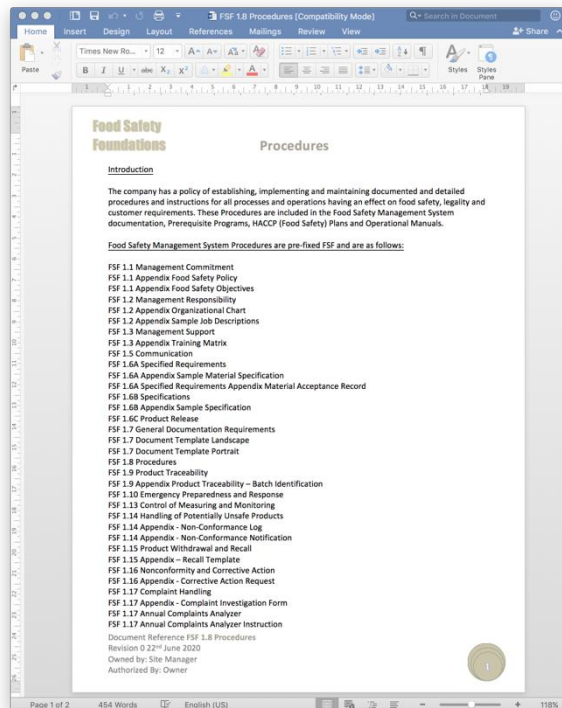 FSF 1.8 Procedures [Compatibility Mode]
Search in Document
Home Insert Design Layout References Mailings Review View
Share
Paste
Times New Ro... 12
B I U abc X₂ X²
Styles
Styles Pane
Food Safety
Foundations
Procedures
Introduction
The company has a policy of establishing, implementing and maintaining documented and detailed
procedures and instructions for all processes and operations having an effect on food safety, legality and
customer requirements. These Procedures are included in the Food Safety Management System
documentation, Prerequisite Programs, HACCP (Food Safety) Plans and Operational Manuals.
Food Safety Management System Procedures are pre-fixed FSF and are as follows:
FSF 1.1 Management Commitment
FSF 1.1 Appendix Food Safety Policy
FSF 1.1 Appendix Food Safety Objectives
FSF 1.2 Management Responsibility
FSF 1.2 Appendix Organizational Chart
FSF 1.2 Appendix Sample Job Descriptions
FSF 1.3 Management Support
FSF 1.3 Appendix Training Matrix
FSF 1.5 Communication
FSF 1.6A Specified Requirements
FSF 1.6A Appendix Sample Material Specification
FSF 1.6A Specified Requirements Appendix Material Acceptance Record
FSF 1.6B Specifications
FSF 1.6B Appendix Sample Specification
FSF 1.6C Product Release
FSF 1.7 General Documentation Requirements
FSF 1.7 Document Template Landscape
FSF 1.7 Document Template Portrait
FSF 1.8 Procedures
FSF 1.9 Product Traceability
FSF 1.9 Appendix Product Traceability – Batch Identification
FSF 1.10 Emergency Preparedness and Response
FSF 1.13 Control of Measuring and Monitoring
FSF 1.14 Handling of Potentially Unsafe Products
FSF 1.14 Appendix - Non-Conformance Log
FSF 1.14 Appendix - Non-Conformance Notification
FSF 1.15 Product Withdrawal and Recall
FSF 1.15 Appendix – Recall Template
FSF 1.16 Nonconformity and Corrective Action
FSF 1.16 Appendix - Corrective Action Request
FSF 1.17 Complaint Handling
FSF 1.17 Appendix - Complaint Investigation Form
FSF 1.17 Annual Complaints Analyzer
FSF 1.17 Annual Complaints Analyzer Instruction
Document Reference FSF 1.8 Procedures
Revision 0 22ⁿᵈ June 2020
Owned by: Site Manager
Authorized By: Owner
1
Page 1 of 2 454 Words English (US) 118%